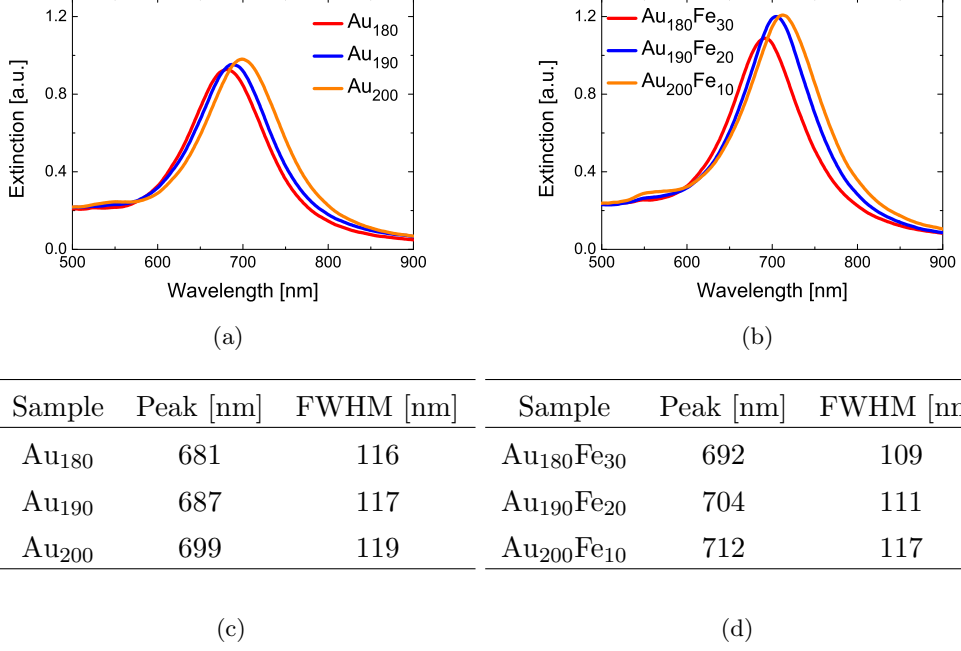 1.2
0.8
0.4
0.0
Extinction [a.u.]
Au₁₈₀
Au₁₉₀
Au₂₀₀
500 600 700 800 900
Wavelength [nm]
(a)
1.2
0.8
0.4
0.0
Extinction [a.u.]
Au₁₈₀Fe₃₀
Au₁₉₀Fe₂₀
Au₂₀₀Fe₁₀
500 600 700 800 900
Wavelength [nm]
(b)
Sample Peak [nm] FWHM [nm]
Au₁₈₀ 681 116
Au₁₉₀ 687 117
Au₂₀₀ 699 119
(c)
Sample Peak [nm] FWHM [nm
Au₁₈₀Fe₃₀ 692 109
Au₁₉₀Fe₂₀ 704 111
Au₂₀₀Fe₁₀ 712 117
(d)